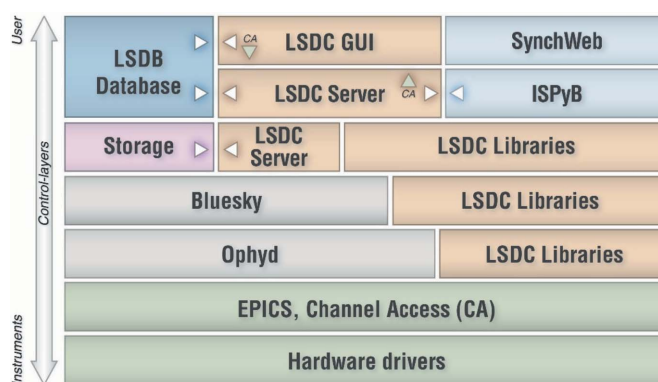 User
Control-layers
Instruments
LSDB
Database
CA
LSDC GUI
SynchWeb
LSDC Server
CA
ISPyB
Storage
LSDC
Server
LSDC Libraries
Bluesky
LSDC Libraries
Ophyd
LSDC Libraries
EPICS, Channel Access (CA)
Hardware drivers